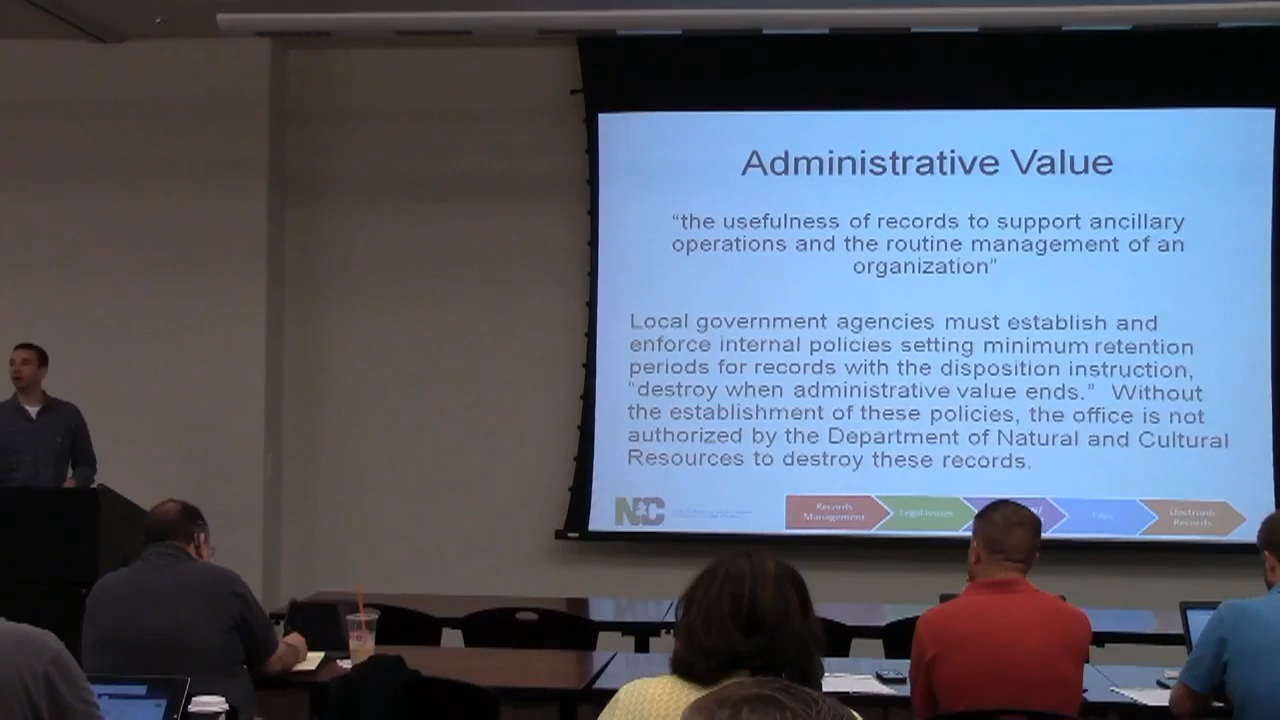 Administrative Value
“the usefulness of records to support ancillary
operations and the routine management of an
organization”
Local government agencies must establish and
enforce internal policies setting minimum retention
periods for records with the disposition instruction,
“destroy when administrative value ends.” Without
the establishment of these policies, the office is not
authorized by the Department of Natural and Cultural
Resources to destroy these records.
Records
Management
Legal Issues
Files
Electronic
Records